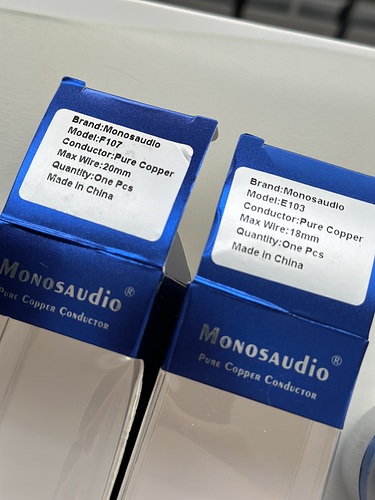 Brand:Monosaudio
Model:F107
Conductor:Pure Copper
Max Wire:20mm
Quantity:One Pcs
Made in China
MONOSAUDIO®
PURE COPPER CONDUCTOR
Brand:Monosaudio
Model:E103
Conductor:Pure Copper
Max Wire:18mm
Quantity:One Pcs
Made in China
MONOSAUDIO®
PURE COPPER CONDUCTOR